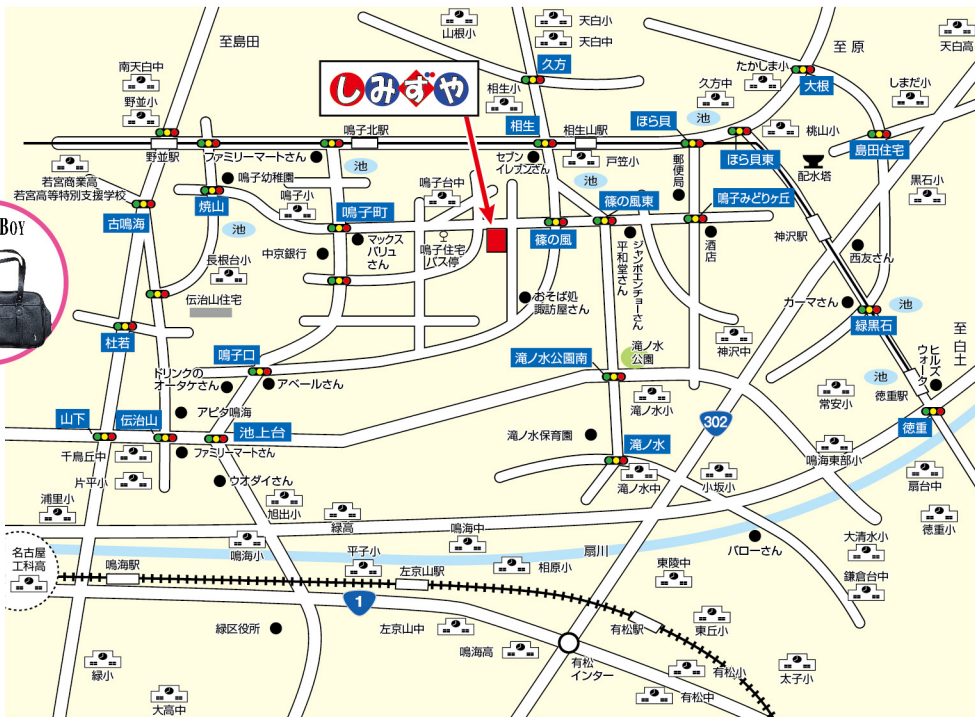 至島田
山根小
天白小
天白中
至 原
天白高
南天白中
野並小
しみずや
久方
相生小
久方中
たかしま小
大根
しまだ小
相生
相生山駅
ほら貝
池
桃山小
島田住宅
野並駅
ファミリーマートさん
鳴子北駅
セブン
イレブンさん
戸笠小
ほら貝東
配水塔
若宮商業高
若宮高等特別支援学校
鳴子幼稚園
池
池
郵便局
黒石小
古鳴海
焼山
鳴子小
鳴子台中
篠の風東
鳴子みどりヶ丘
池
鳴子町
篠の風
神沢駅
BOY
中京銀行
マックス
バリュ
さん
鳴子住宅
バス停
平和堂さん
ジャンボエンチョーさん
酒店
西友さん
長根台小
伝治山住宅
おそば処
諏訪屋さん
カーマさん
池
緑黒石
至白土
杜若
鳴子口
滝ノ水
公園
神沢中
滝ノ水公園南
ヒルズ
ウォータ
ドリンクの
オータケさん
アベールさん
池
徳重駅
滝ノ水小
常安小
山下
伝治山
アピタ鳴海
池上台
302
徳重
千鳥丘中
ファミリーマートさん
滝ノ水保育園
滝ノ水
鳴海東部小
片平小
ウオダイさん
滝ノ水中
小坂小
扇台中
浦里小
旭出小
緑高
鳴海中
徳重小
名古屋
工科高
鳴海小
平子小
相原小
扇川
バローさん
大清水小
鳴海駅
左京山駅
東陵中
鎌倉台中
1
緑区役所
左京山中
有松駅
東丘小
鳴海高
有松
インター
緑小
有松小
太子小
大高中
有松中